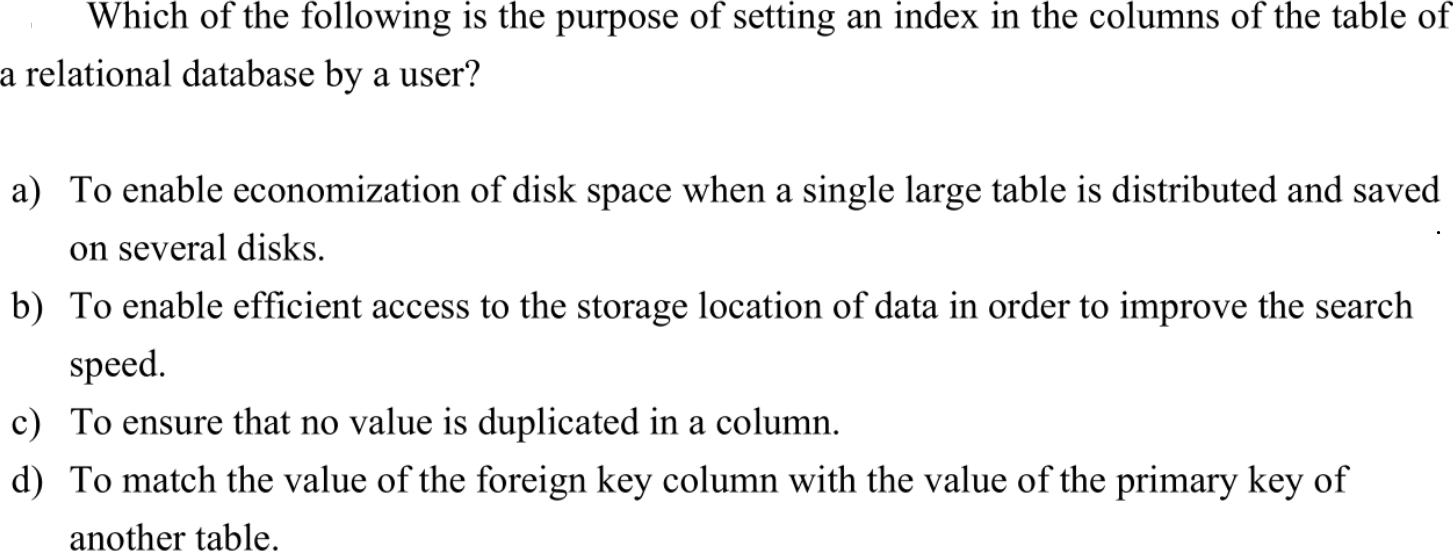 Which of the following is the purpose of setting an index in the columns of the table of
a relational database by a user?
a) To enable economization of disk space when a single large table is distributed and saved
on several disks.
b) To enable efficient access to the storage location of data in order to improve the search
speed.
c) To ensure that no value is duplicated in a column.
d) To match the value of the foreign key column with the value of the primary key of
another table.